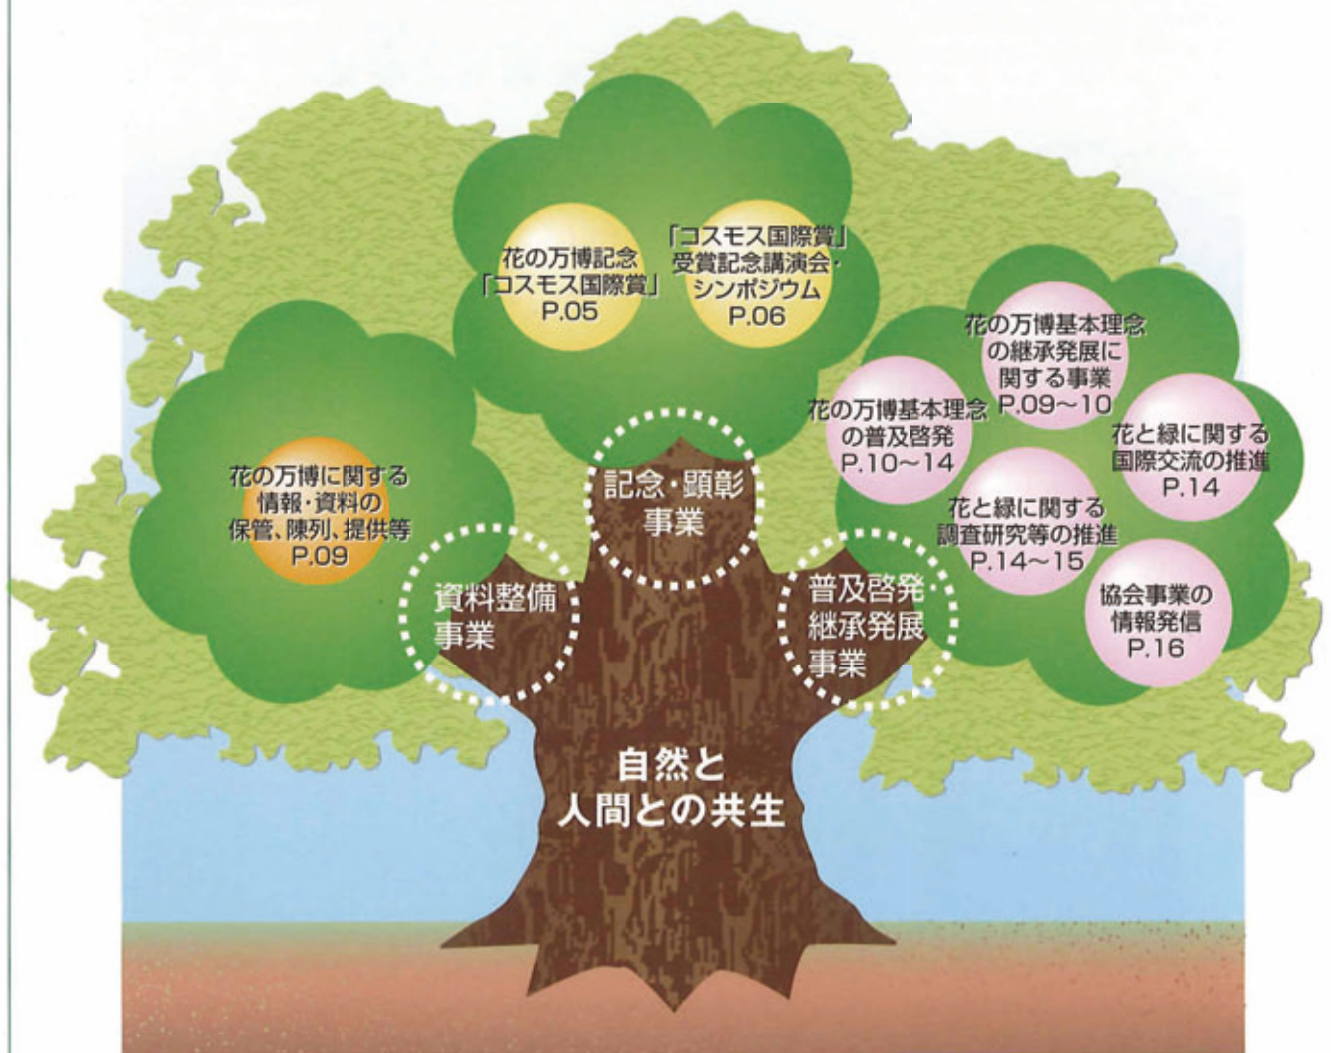 花の万博記念
「コスモス国際賞」
P.05
「コスモス国際賞」
受賞記念講演会・
シンポジウム
P.06
花の万博基本理念
の継承発展に
関する事業
P.09〜10
花の万博基本理念
の普及啓発
P.10〜14
花と緑に関する
国際交流の推進
P.14
花と緑に関する
調査研究等の推進
P.14〜15
協会事業の
情報発信
P.16
花の万博に関する
情報・資料の
保管、陳列、提供等
P.09
記念・顕彰
事業
資料整備
事業
普及啓発・
継承発展
事業
自然と
人間との共生